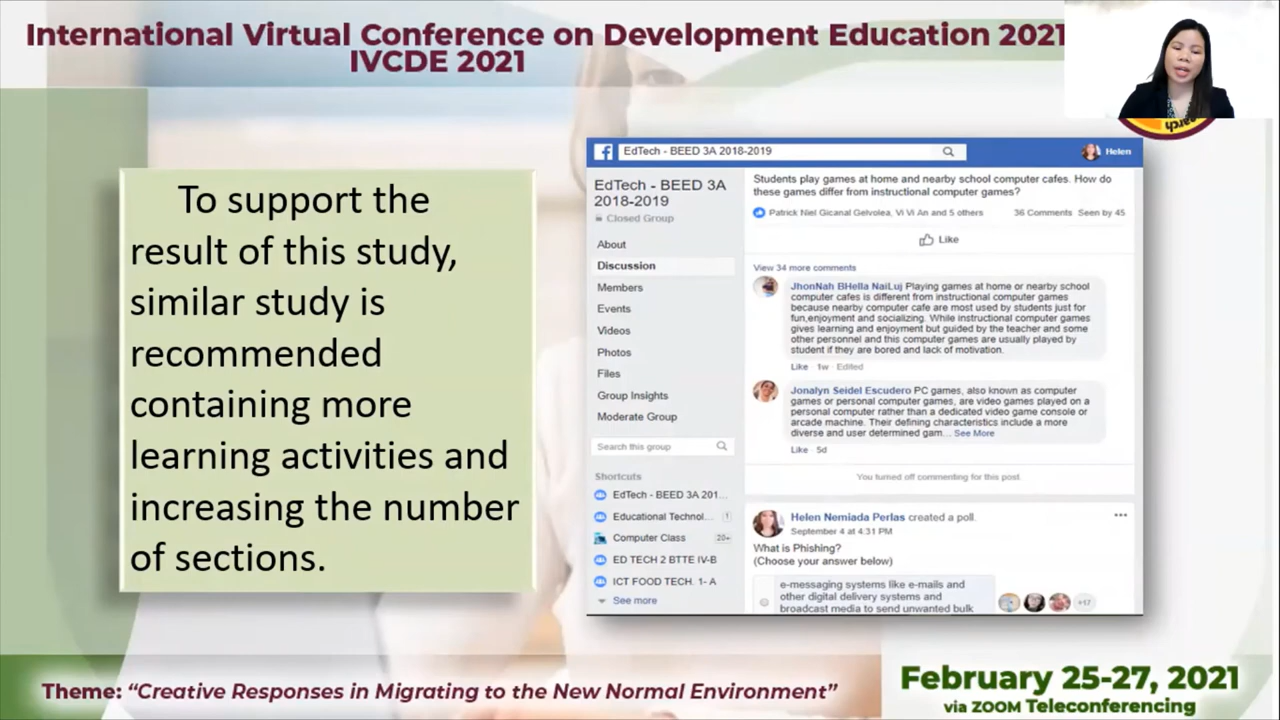 International Virtual Conference on Development Education 2021
IVCDE 2021
To support the
result of this study,
similar study is
recommended
containing more
learning activities and
increasing the number
of sections.
EdTech - BEED 3A 2018-2019
Helen
EdTech - BEED 3A
2018-2019
Closed Group
About
Discussion
Members
Events
Videos
Photos
Files
Group Insights
Moderate Group
Search this group
Shortcuts
EdTech - BEED 3A 201...
Educational Technol... 1
Computer Class 20+
ED TECH 2 BTTE IV-B
ICT FOOD TECH. 1- A
See more
Students play games at home and nearby school computer cafes. How do
these games differ from instructional computer games?
Patrick Niel Gicanal Gelvolea, Vi Vi An and 5 others 36 Comments Seen by 45
Like
View 34 more comments
JhonNah BHella NaiLuj Playing games at home or nearby school
computer cafes is different from instructional computer games
because nearby computer cafe are most used by students just for
fun,enjoyment and socializing. While instructional computer games
gives learning and enjoyment but guided by the teacher and some
other personnel and this computer games are usually played by
student if they are bored and lack of motivation.
Like · 1w · Edited
Jonalyn Seidel Escudero PC games, also known as computer
games or personal computer games, are video games played on a
personal computer rather than a dedicated video game console or
arcade machine. Their defining characteristics include a more
diverse and user determined gam... See More
Like · 5d
You turned off commenting for this post.
Helen Nemiada Perlas created a poll.
September 4 at 4:31 PM
What is Phishing?
(Choose your answer below)
e-messaging systems like e-mails and
other digital delivery systems and
broadcast media to send unwanted bulk
+17
Theme: “Creative Responses in Migrating to the New Normal Environment”
February 25-27, 2021
via ZOOM Teleconferencing